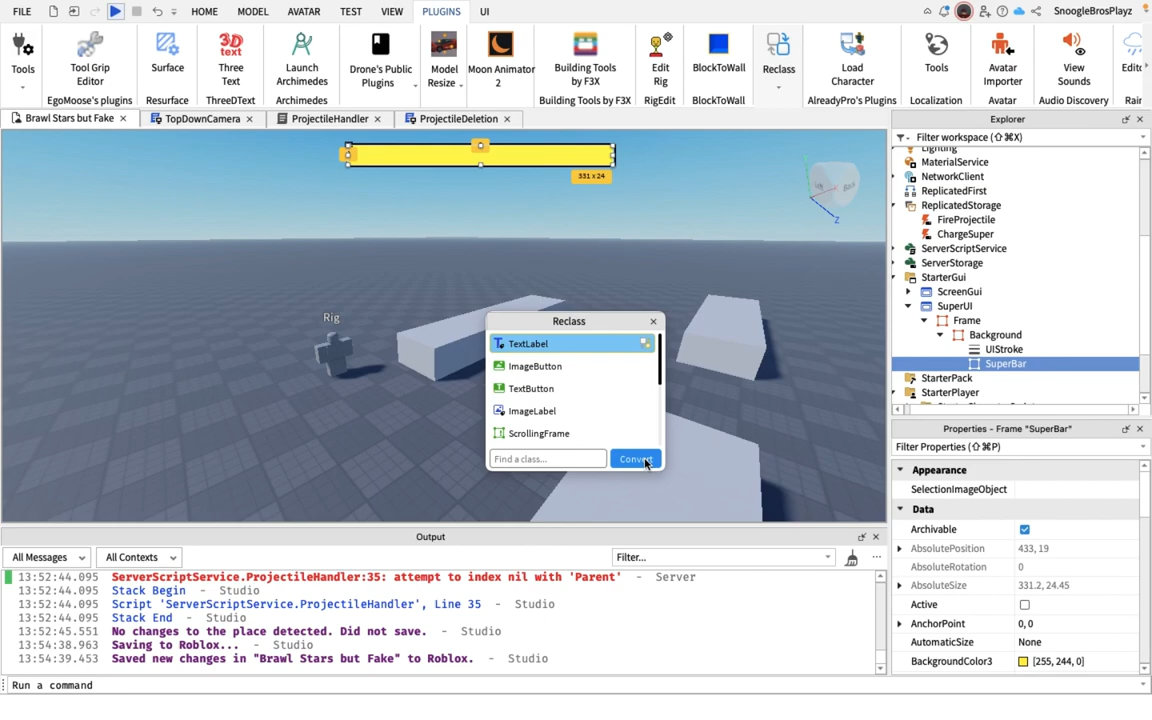 FILE HOME MODEL AVATAR TEST VIEW PLUGINS UI SnoogleBrosPlayz
3D
text
Tools Tool Grip Editor Surface Three Text Launch Archimedes Drone's Public Plugins Model Resize Moon Animator 2 Building Tools by F3X Edit Rig BlockToWall Reclass Load Character Tools Avatar Importer View Sounds
EgoMoose's plugins Resurface ThreeDText Archimedes Building Tools by F3X RigEdit BlockToWall AlreadyPro's Plugins Localization Avatar Audio Discovery
Brawl Stars but Fake TopDownCamera ProjectileHandler ProjectileDeletion
331 x 24
Back
Z
Rig
Reclass
TextLabel
ImageButton
TextButton
ImageLabel
ScrollingFrame
Find a class... Convert
Explorer
Filter workspace (⇧⌘X)
Lighting
MaterialService
NetworkClient
ReplicatedFirst
ReplicatedStorage
FireProjectile
ChargeSuper
ServerScriptService
ServerStorage
StarterGui
ScreenGui
SuperUI
Frame
Background
UIStroke
SuperBar
StarterPack
StarterPlayer
Properties - Frame "SuperBar"
Filter Properties (⇧⌘P)
Appearance
SelectionImageObject
Data
Archivable
AbsolutePosition 433, 19
AbsoluteRotation 0
AbsoluteSize 331.2, 24.45
Active
AnchorPoint 0, 0
AutomaticSize None
BackgroundColor3 [255, 244, 0]
Output
All Messages All Contexts Filter...
13:52:44.095 ServerScriptService.ProjectileHandler:35: attempt to index nil with 'Parent' - Server
13:52:44.095 Stack Begin - Studio
13:52:44.095 Script 'ServerScriptService.ProjectileHandler', Line 35 - Studio
13:52:44.095 Stack End - Studio
13:52:45.551 No changes to the place detected. Did not save. - Studio
13:54:38.963 Saving to Roblox... - Studio
13:54:39.453 Saved new changes in "Brawl Stars but Fake" to Roblox. - Studio
Run a command